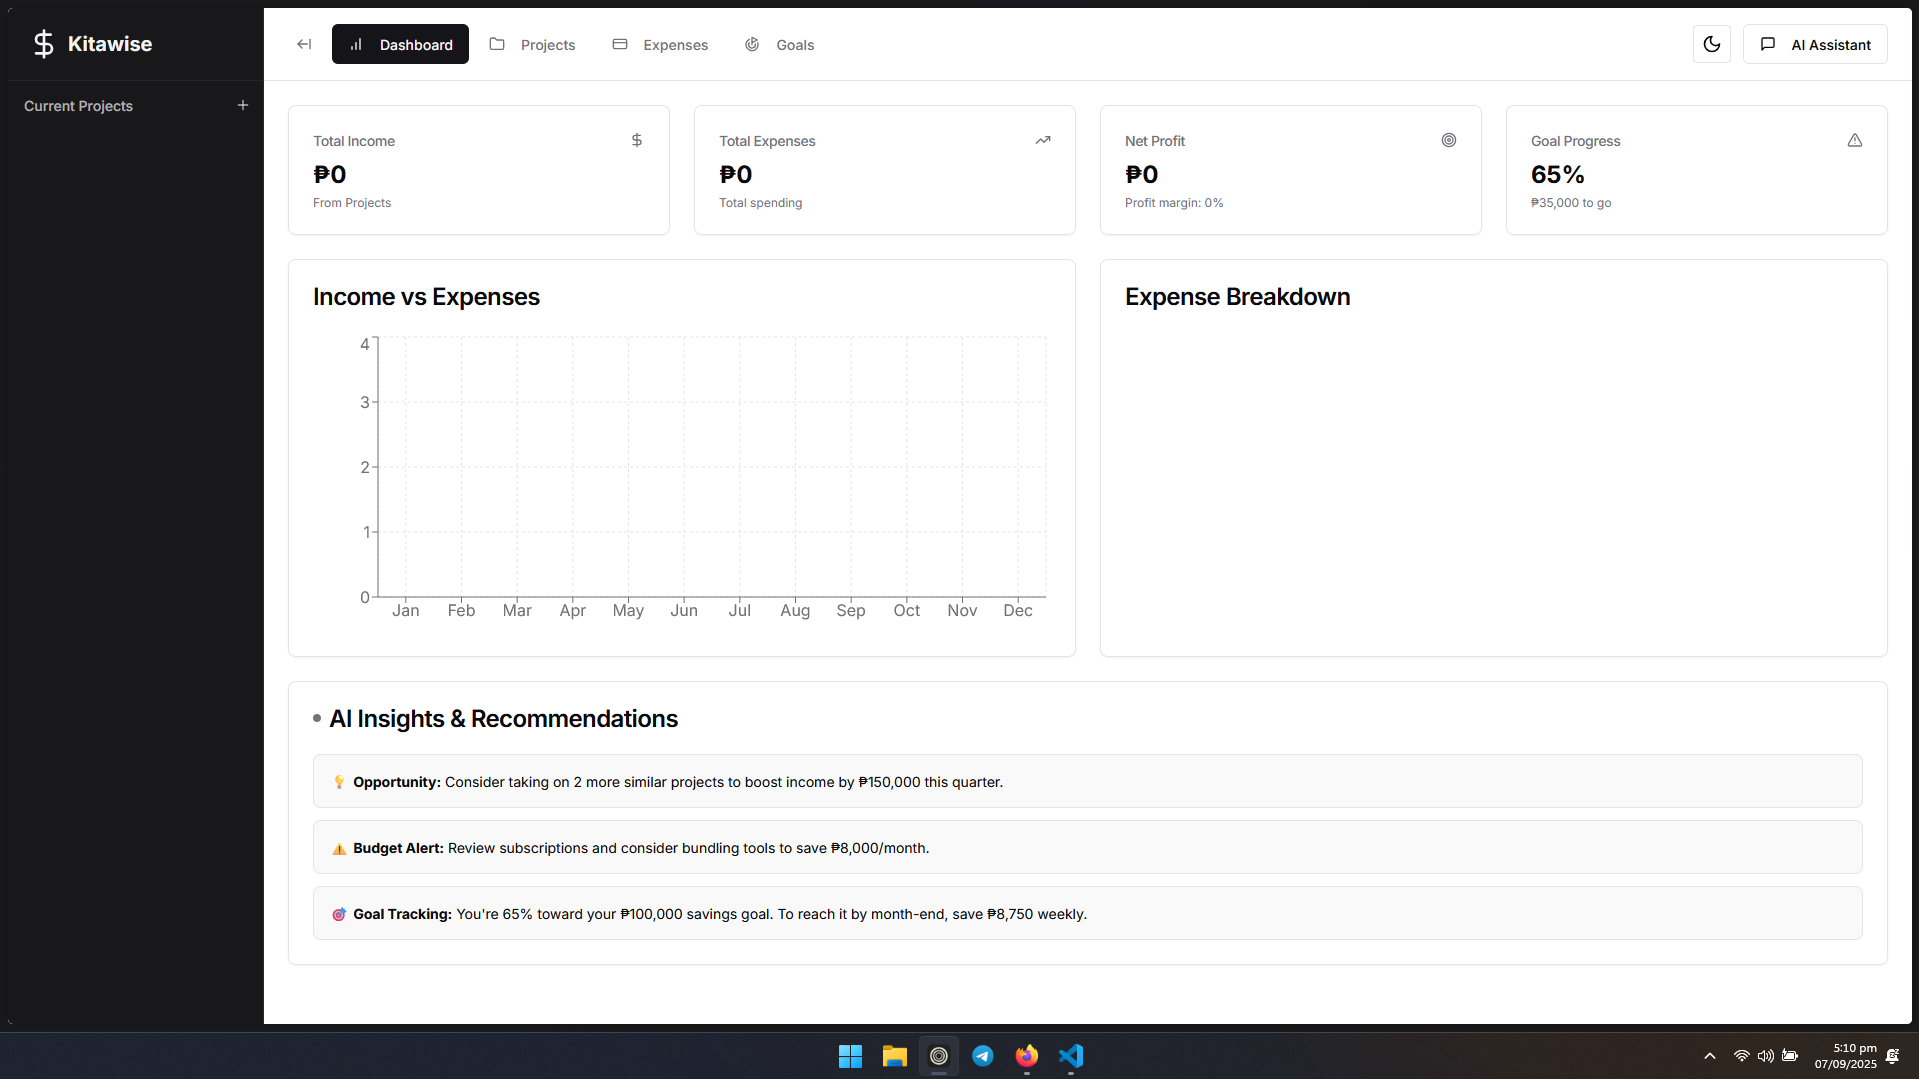 Kitawise
Dashboard
Projects
Expenses
Goals
AI Assistant
Current Projects
Total Income
₱0
From Projects
Total Expenses
₱0
Total spending
Net Profit
₱0
Profit margin: 0%
Goal Progress
65%
₱35,000 to go
Income vs Expenses
4
3
2
1
0
Jan Feb Mar Apr May Jun Jul Aug Sep Oct Nov Dec
Expense Breakdown
AI Insights & Recommendations
💡 Opportunity: Consider taking on 2 more similar projects to boost income by ₱150,000 this quarter.
⚠️ Budget Alert: Review subscriptions and consider bundling tools to save ₱8,000/month.
🎯 Goal Tracking: You're 65% toward your ₱100,000 savings goal. To reach it by month-end, save ₱8,750 weekly.
5:10 pm
07/09/2025